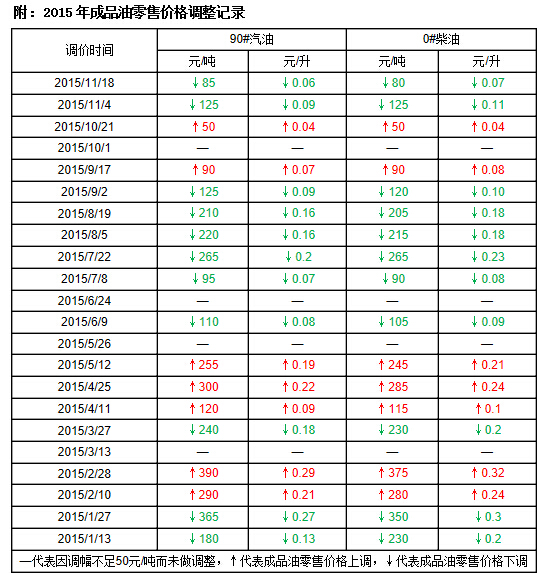 附：2015年成品油零售价格调整记录
调价时间 90#汽油 0#柴油
元/吨 元/升 元/吨 元/升
2015/11/18 ↓85 ↓0.06 ↓80 ↓0.07
2015/11/4 ↓125 ↓0.09 ↓125 ↓0.11
2015/10/21 ↑50 ↑0.04 ↑50 ↑0.04
2015/10/1 — — — —
2015/9/17 ↑90 ↑0.07 ↑90 ↑0.08
2015/9/2 ↓125 ↓0.09 ↓120 ↓0.10
2015/8/19 ↓210 ↓0.16 ↓205 ↓0.18
2015/8/5 ↓220 ↓0.16 ↓215 ↓0.18
2015/7/22 ↓265 ↓0.2 ↓265 ↓0.23
2015/7/8 ↓95 ↓0.07 ↓90 ↓0.08
2015/6/24 — — — —
2015/6/9 ↓110 ↓0.08 ↓105 ↓0.09
2015/5/26 — — — —
2015/5/12 ↑255 ↑0.19 ↑245 ↑0.21
2015/4/25 ↑300 ↑0.22 ↑285 ↑0.24
2015/4/11 ↑120 ↑0.09 ↑115 ↑0.1
2015/3/27 ↓240 ↓0.18 ↓230 ↓0.2
2015/3/13 — — — —
2015/2/28 ↑390 ↑0.29 ↑375 ↑0.32
2015/2/10 ↑290 ↑0.21 ↑280 ↑0.24
2015/1/27 ↓365 ↓0.27 ↓350 ↓0.3
2015/1/13 ↓180 ↓0.13 ↓230 ↓0.2
—代表因调幅不足50元/吨而未做调整，↑代表成品油零售价格上调，↓代表成品油零售价格下调